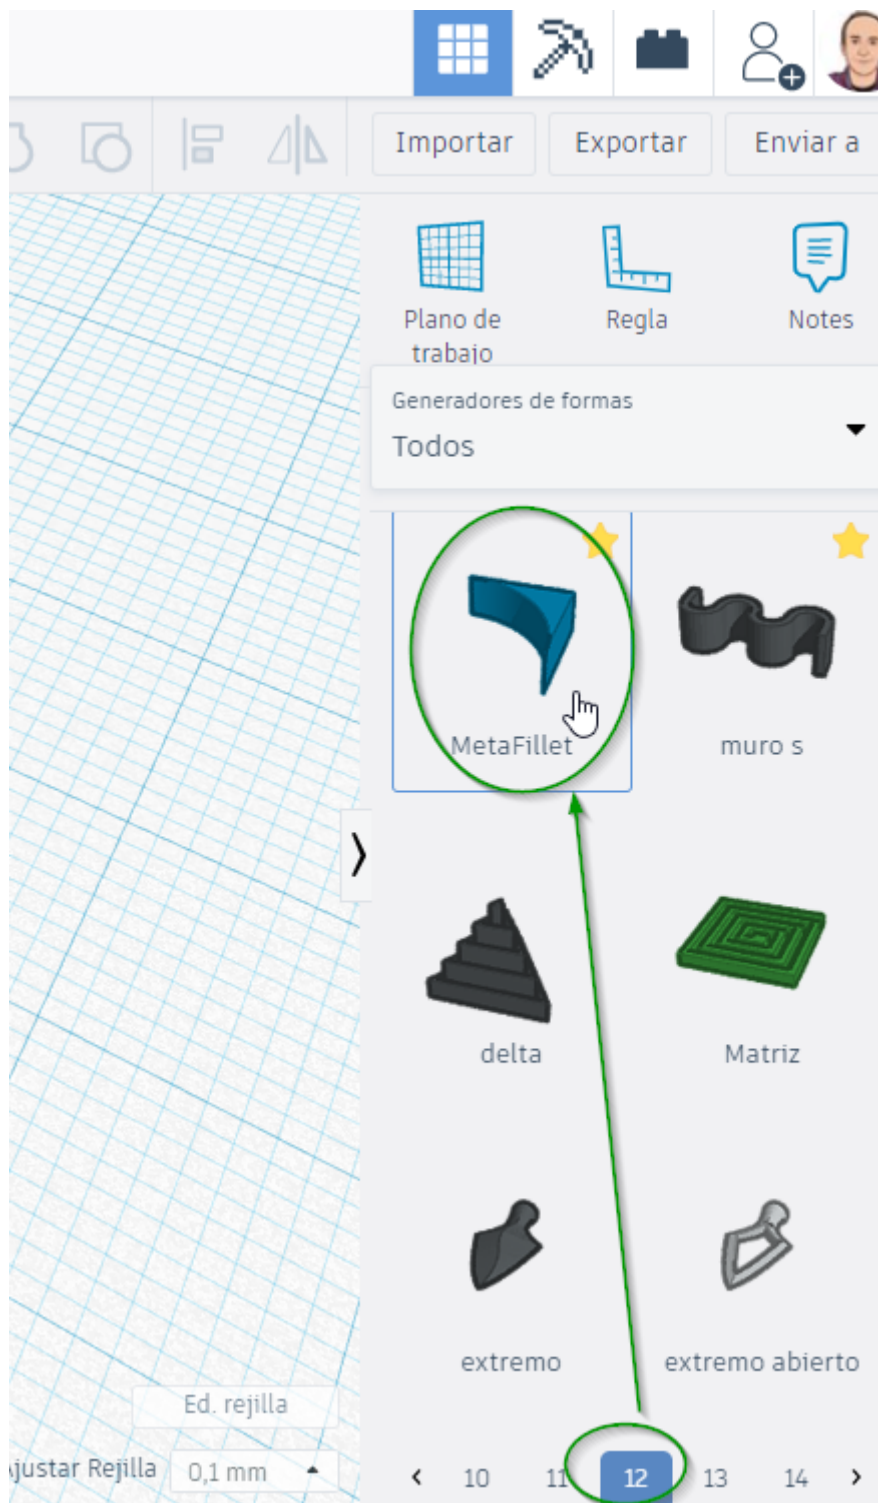 Importar Exportar Enviar a
Plano de trabajo
Regla
Notes
Generadores de formas
Todos
MetaFillet
muro s
delta
Matriz
extremo
extremo abierto
Ed. rejilla
justar Rejilla 0,1 mm
10 11 12 13 14